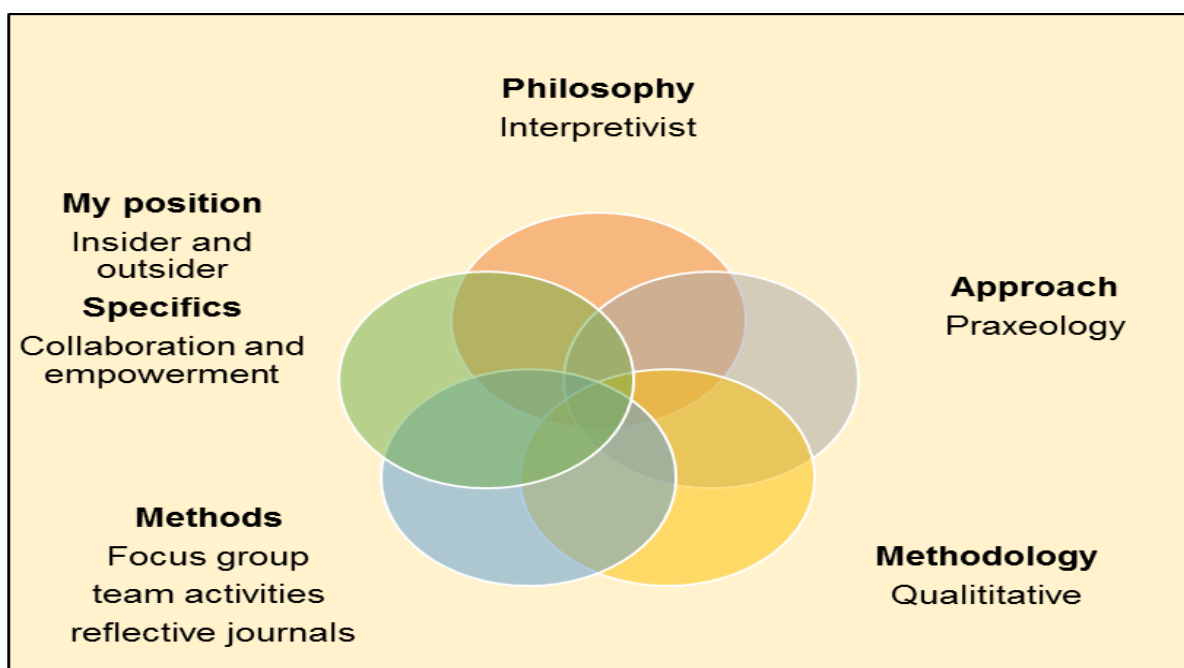 Philosophy
Interpretivist
My position
Insider and
outsider
Specifics
Collaboration and
empowerment
Approach
Praxeology
Methods
Focus group
team activities
reflective journals
Methodology
Qualititative